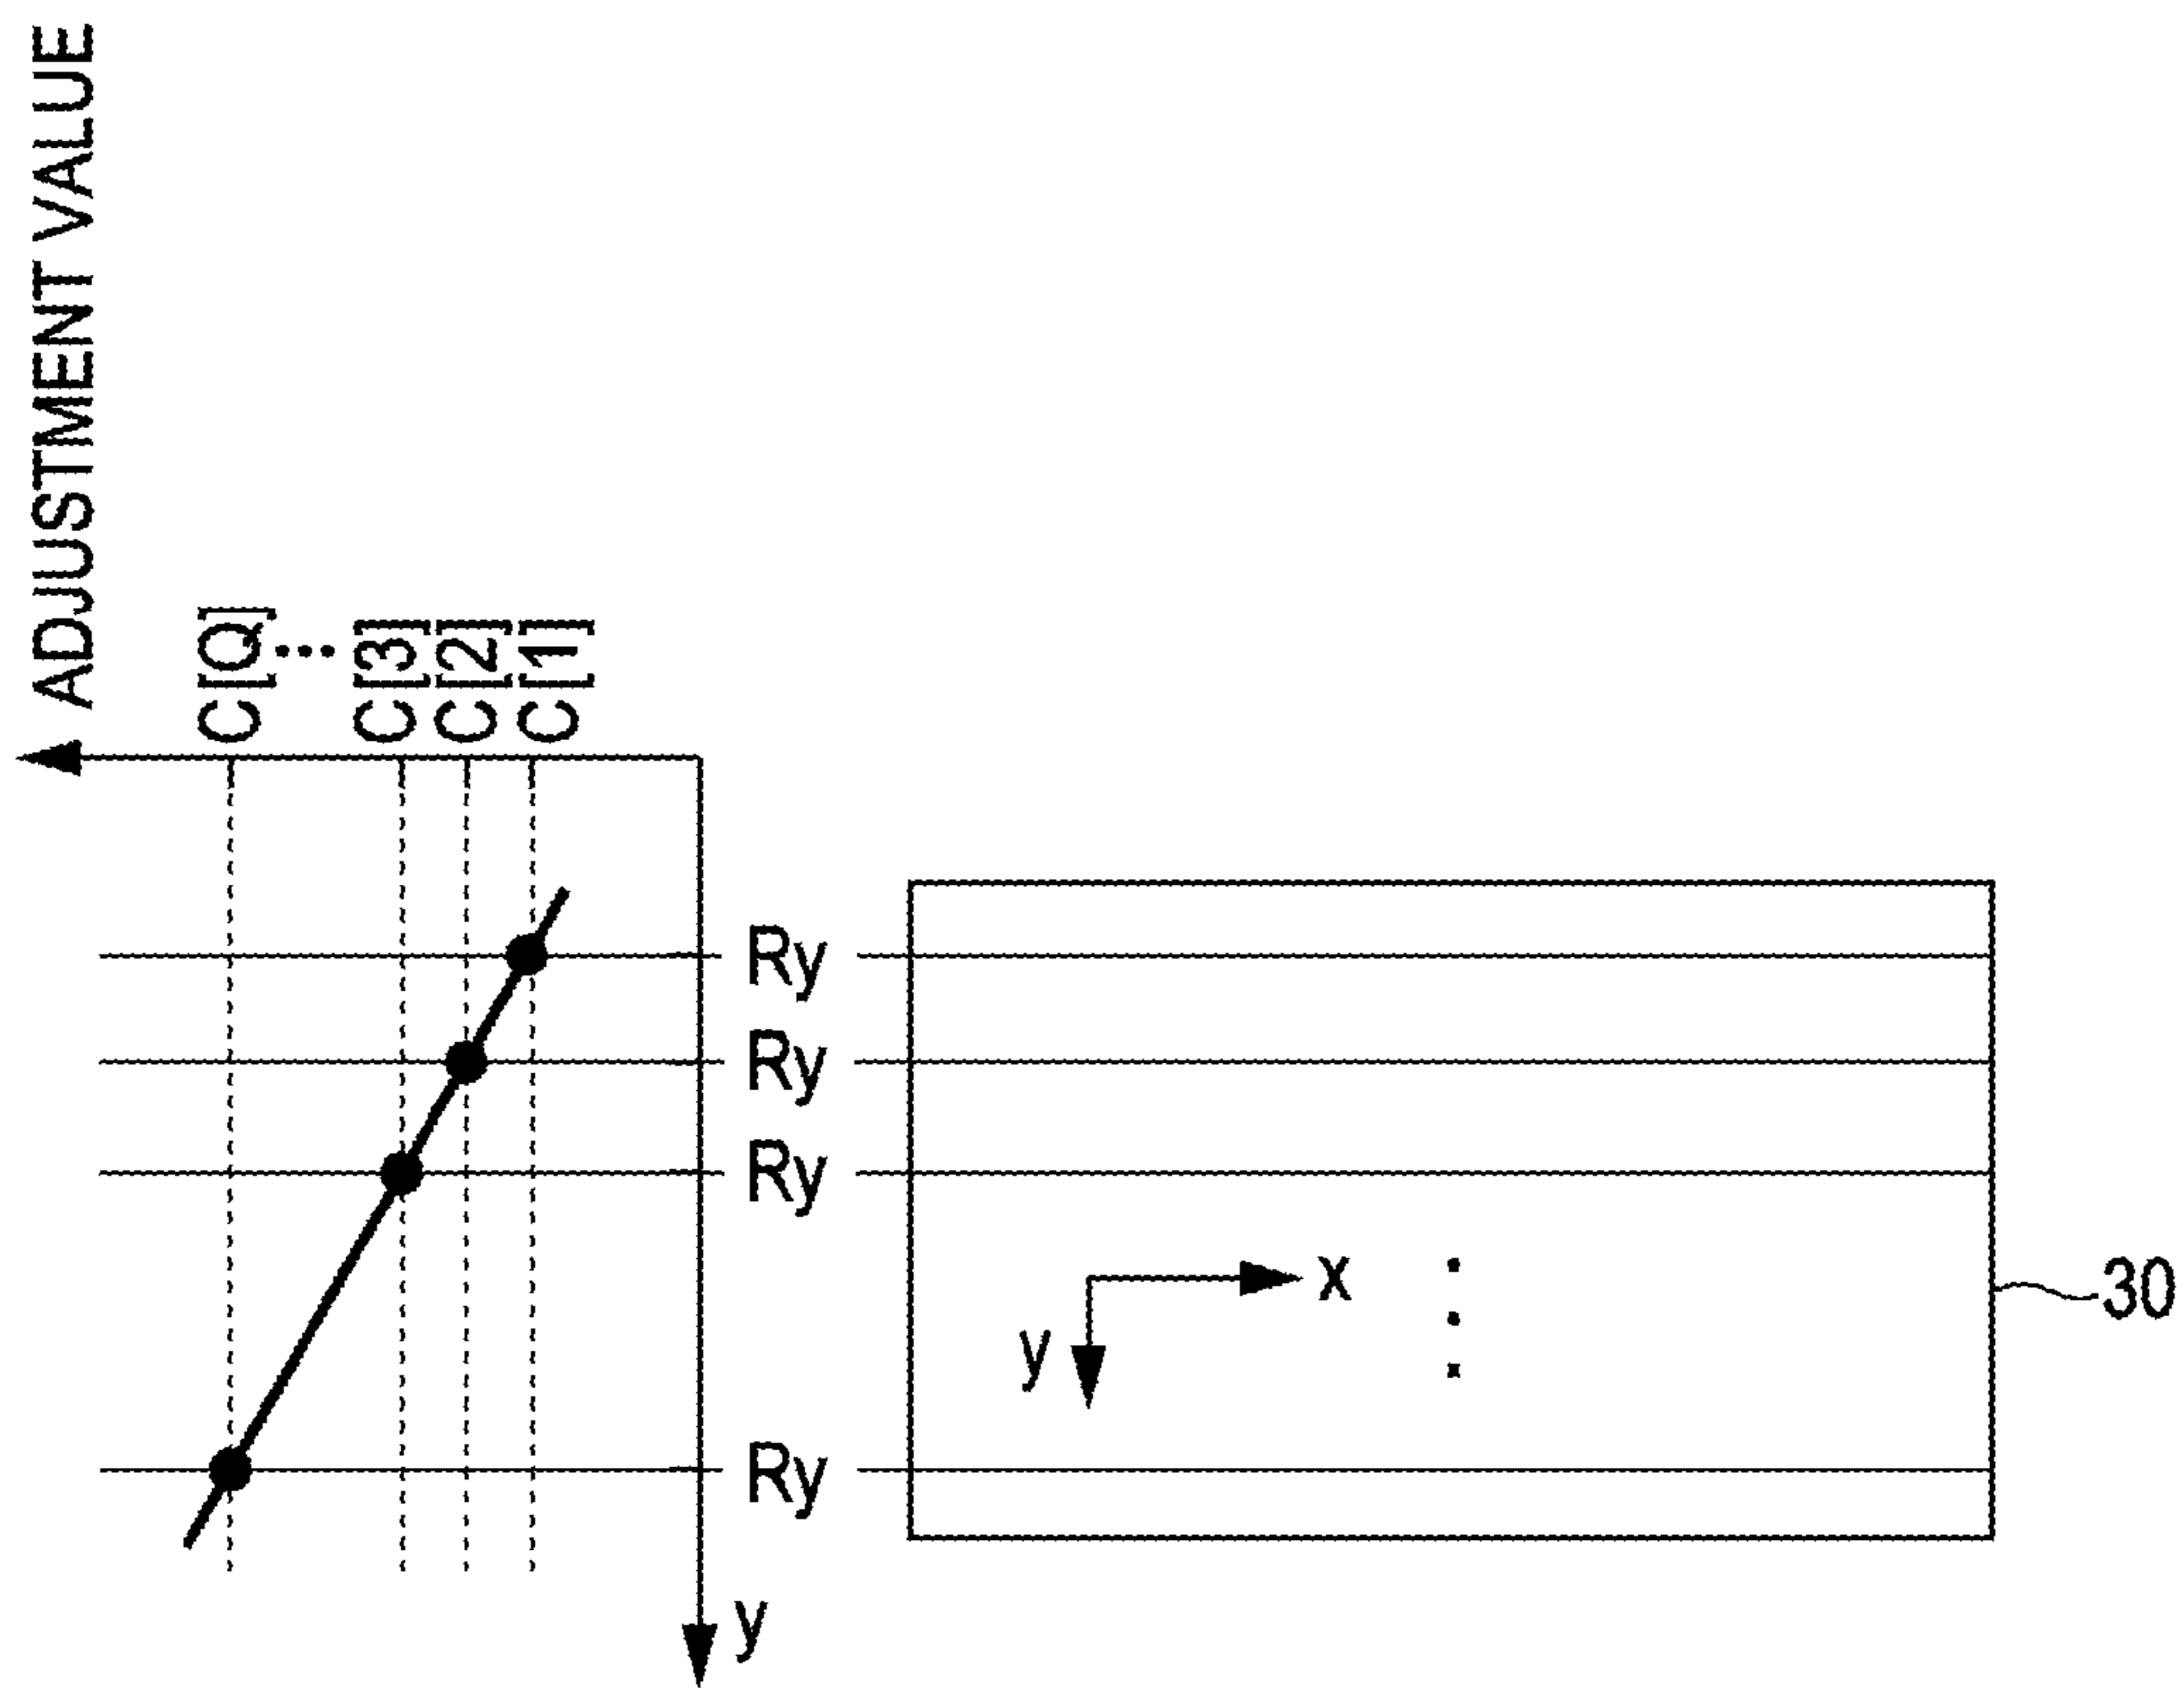 ADJUSTMENT VALUE
C[Q]
...
C[3]
C[2]
C[1]
Ry
Ry
Ry
x
y
30
Ry
y